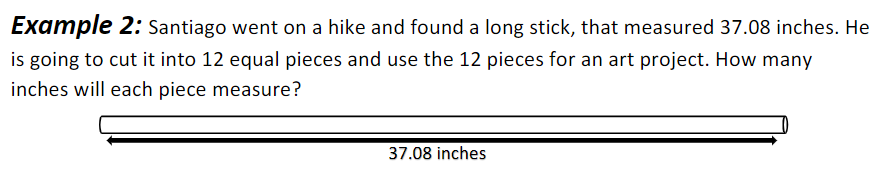 Example 2: Santiago went on a hike and found a long stick, that measured 37.08 inches. He
is going to cut it into 12 equal pieces and use the 12 pieces for an art project. How many
inches will each piece measure?
37.08 inches